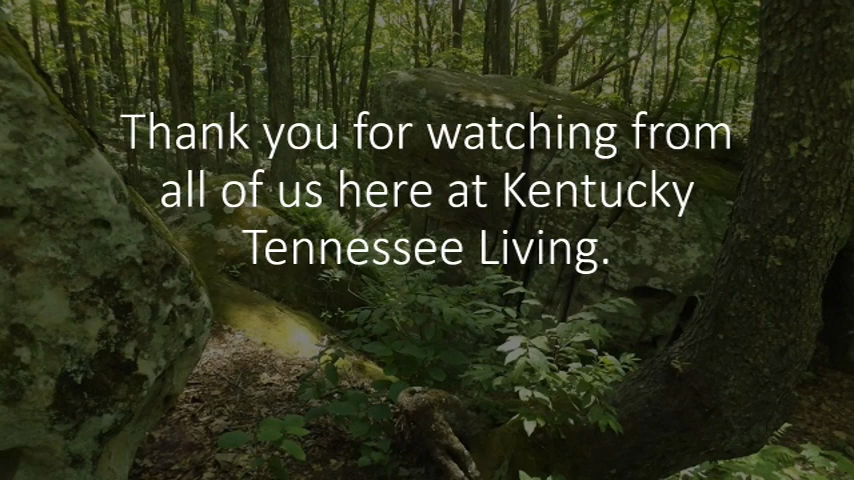 Thank you for watching from
all of us here at Kentucky
Tennessee Living.